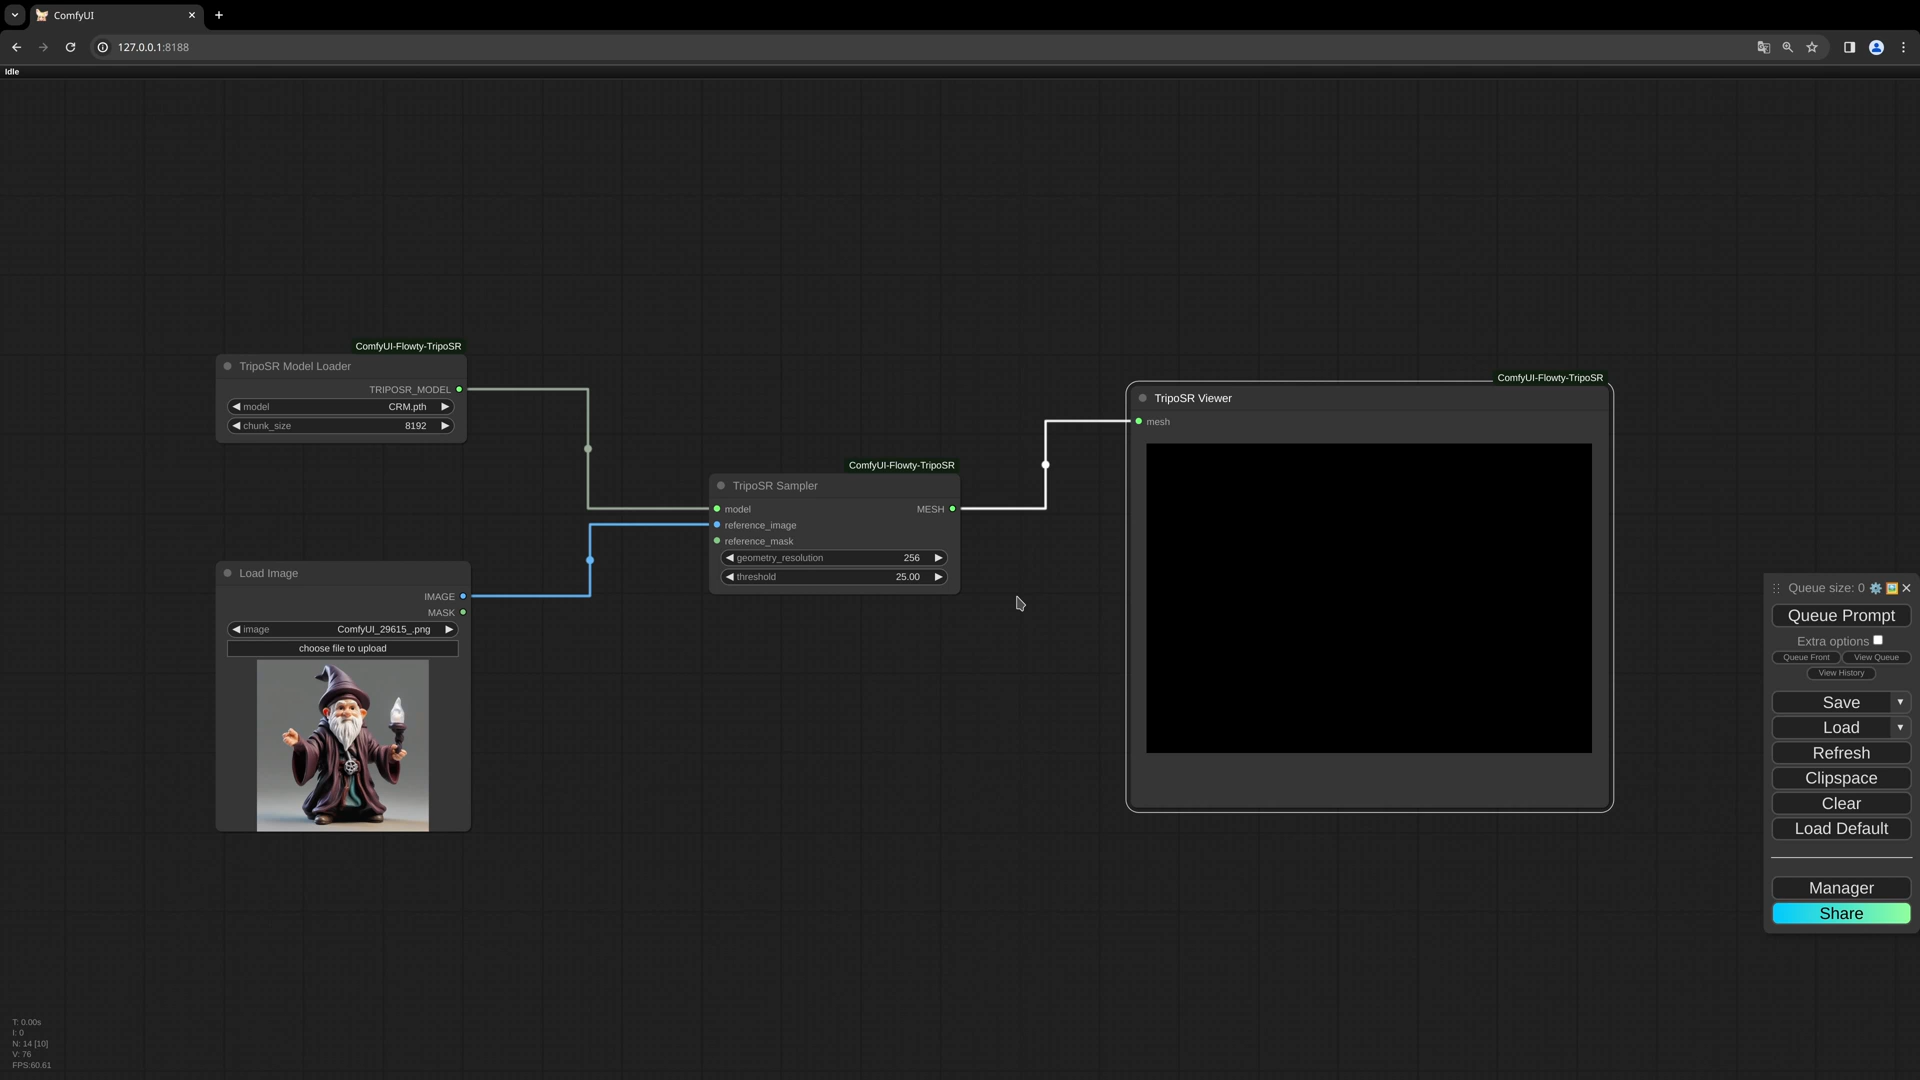 ComfyUI
127.0.0.1:8188
Idle
ComfyUI-Flowty-TripoSR
TripoSR Model Loader
TRIPOSR_MODEL
model CRM.pth
chunk_size 8192
Load Image
IMAGE
MASK
image ComfyUI_29615_.png
choose file to upload
ComfyUI-Flowty-TripoSR
TripoSR Sampler
model MESH
reference_image
reference_mask
geometry_resolution 256
threshold 25.00
ComfyUI-Flowty-TripoSR
TripoSR Viewer
mesh
Queue size: 0
Queue Prompt
Extra options
Queue Front View Queue
View History
Save
Load
Refresh
Clipspace
Clear
Load Default
Manager
Share
T: 0.00s
I: 0
N: 14 [10]
V: 76
FPS:60.61